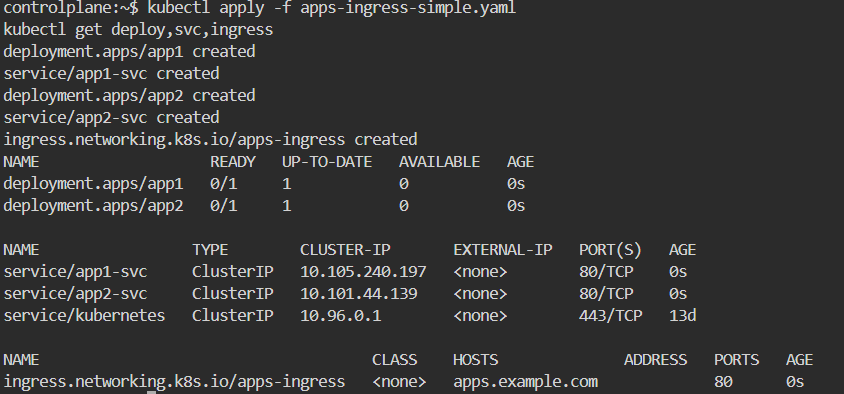 controlplane:~$ kubectl apply -f apps-ingress-simple.yaml
kubectl get deploy,svc,ingress
deployment.apps/app1 created
service/app1-svc created
deployment.apps/app2 created
service/app2-svc created
ingress.networking.k8s.io/apps-ingress created
NAME READY UP-TO-DATE AVAILABLE AGE
deployment.apps/app1 0/1 1 0 0s
deployment.apps/app2 0/1 1 0 0s
NAME TYPE CLUSTER-IP EXTERNAL-IP PORT(S) AGE
service/app1-svc ClusterIP 10.105.240.197 <none> 80/TCP 0s
service/app2-svc ClusterIP 10.101.44.139 <none> 80/TCP 0s
service/kubernetes ClusterIP 10.96.0.1 <none> 443/TCP 13d
NAME CLASS HOSTS ADDRESS PORTS AGE
ingress.networking.k8s.io/apps-ingress <none> apps.example.com 80 0s